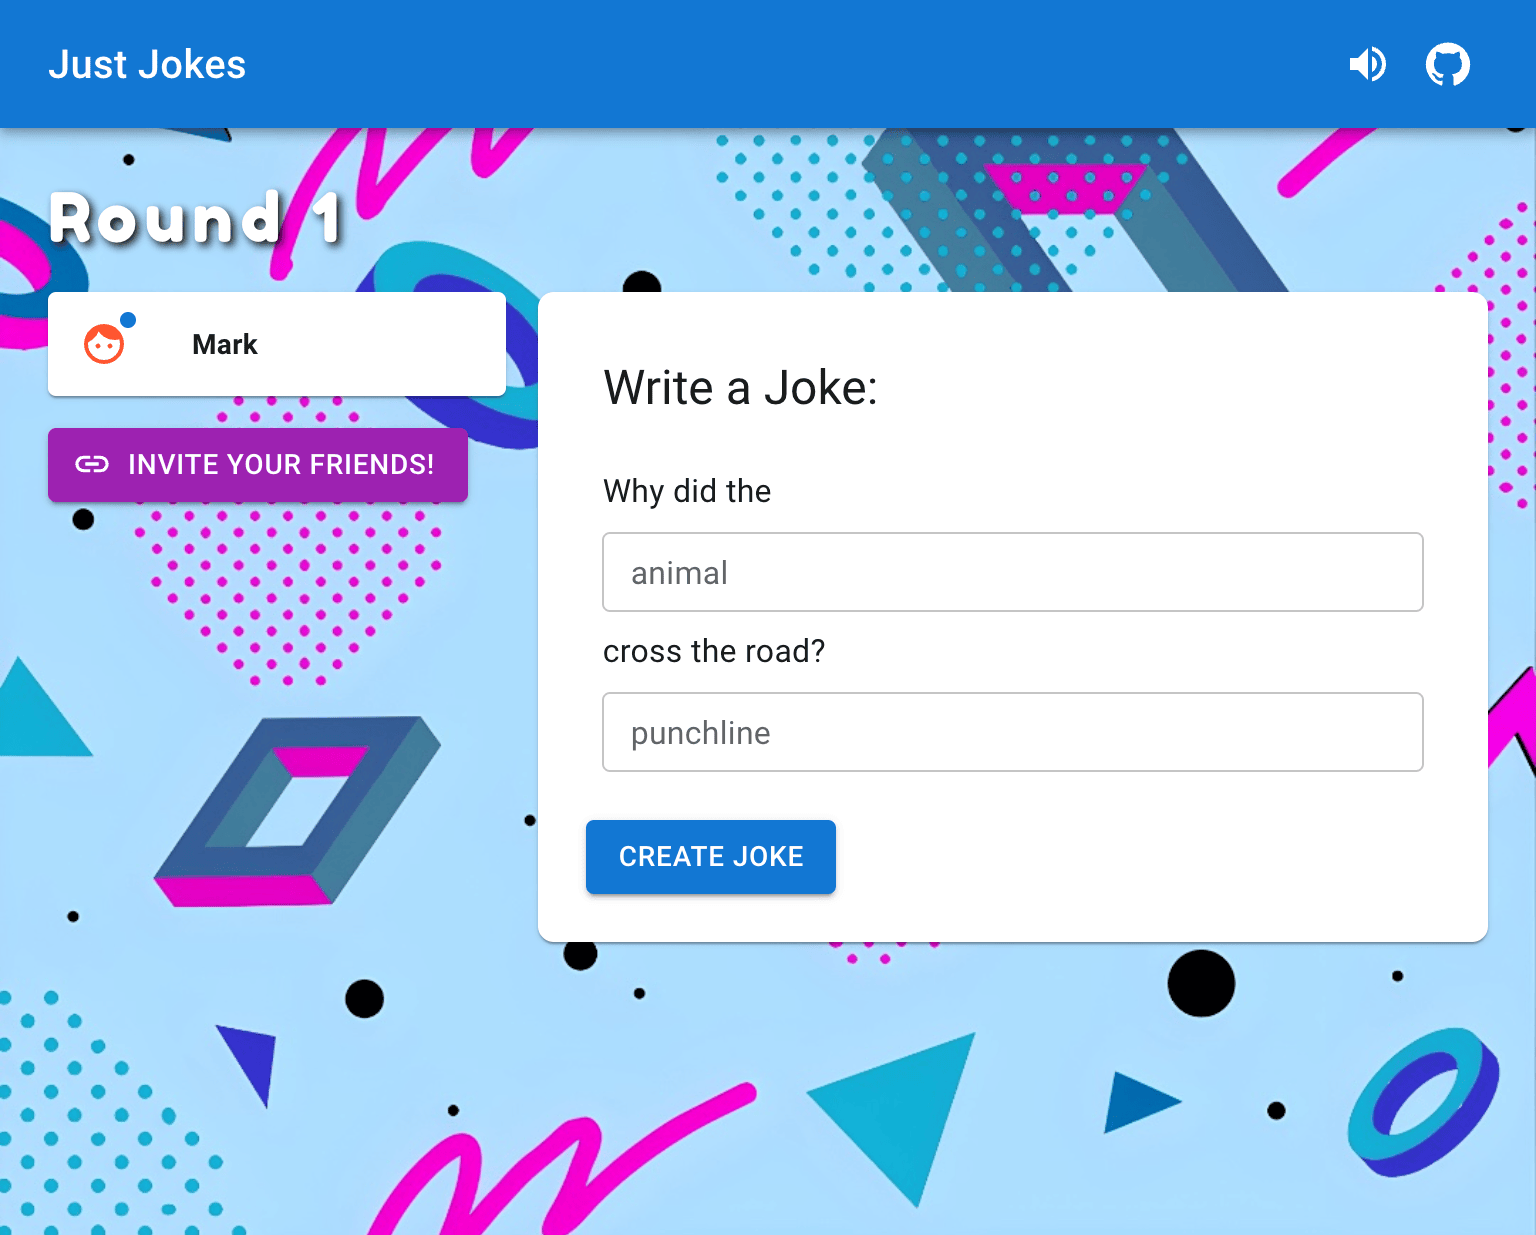 Just Jokes
Round 1
Mark
INVITE YOUR FRIENDS!
Write a Joke:
Why did the
animal
cross the road?
punchline
CREATE JOKE